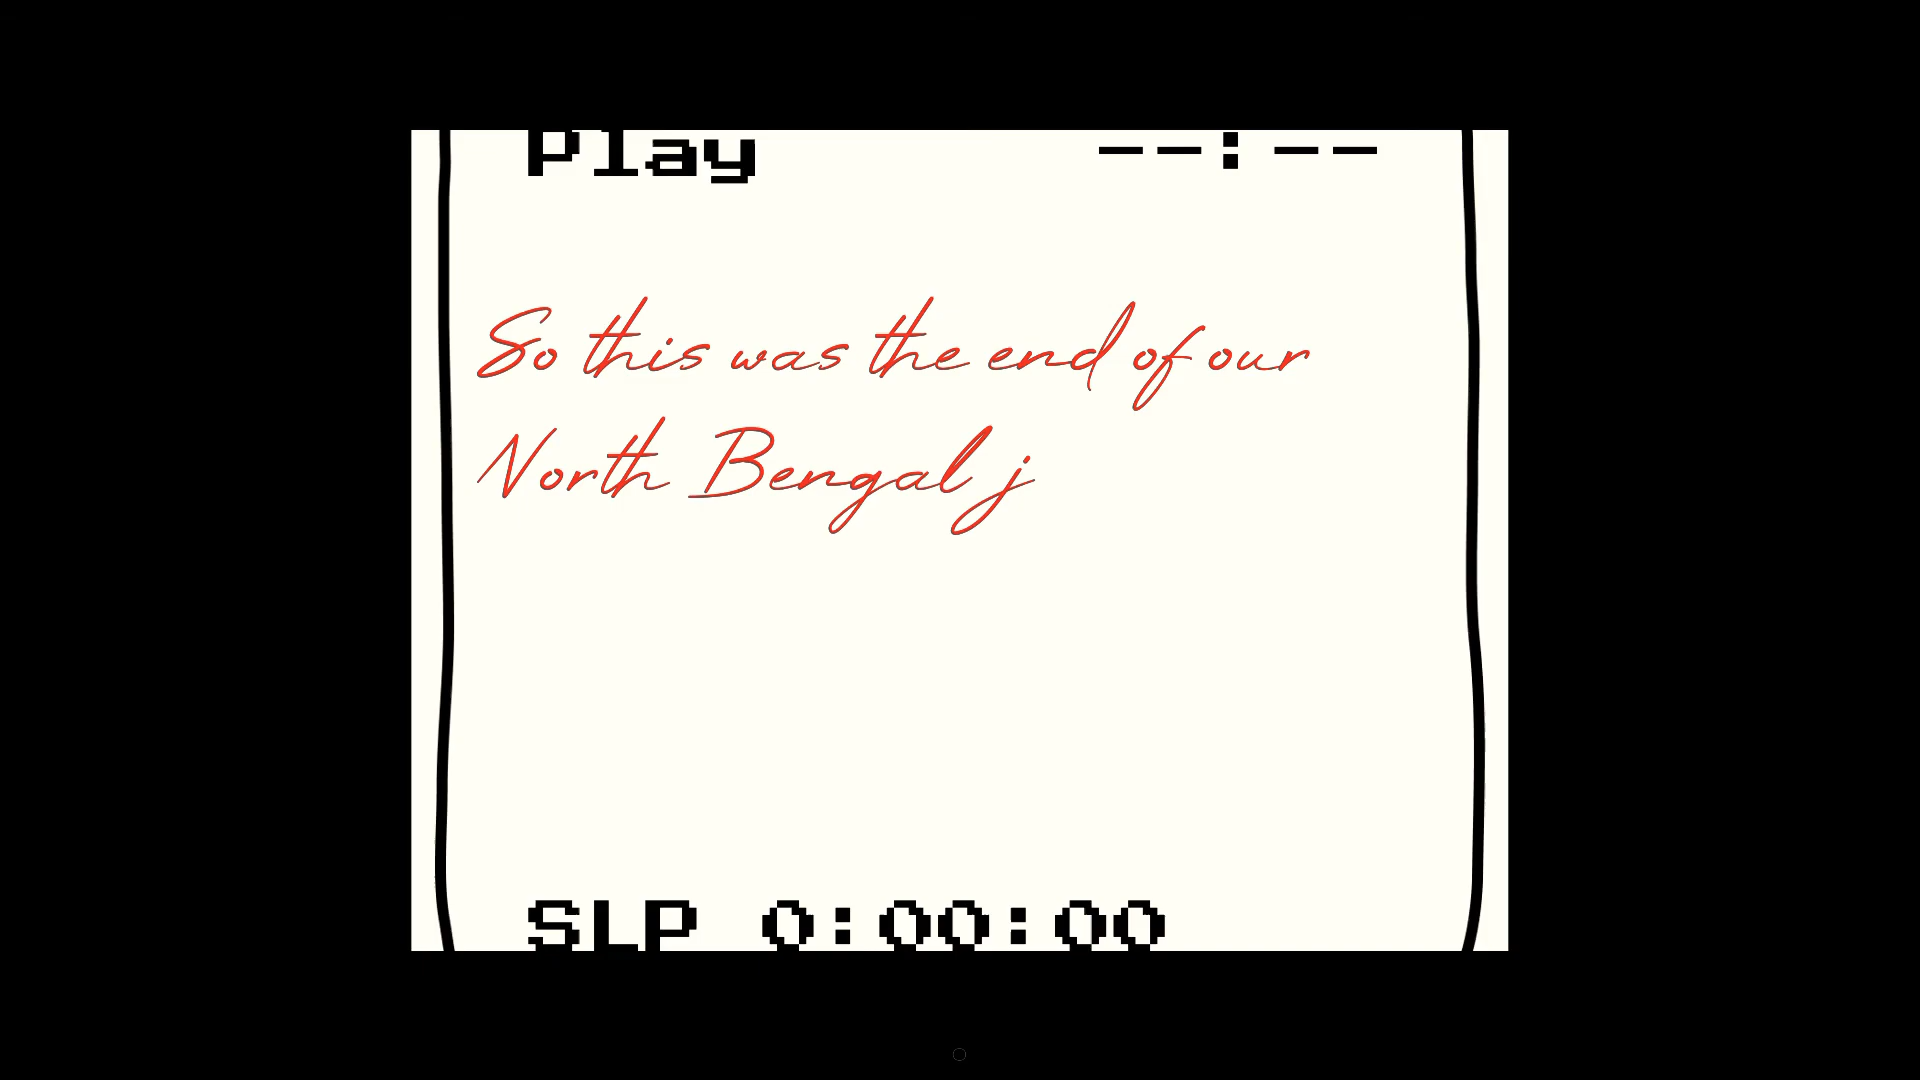 Play --:--
So this was the end of our
North Bengal j
SLP 0:00:00